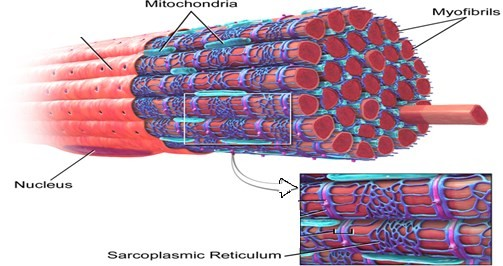 Mitochondria
Myofibrils
Nucleus
Sarcoplasmic Reticulum